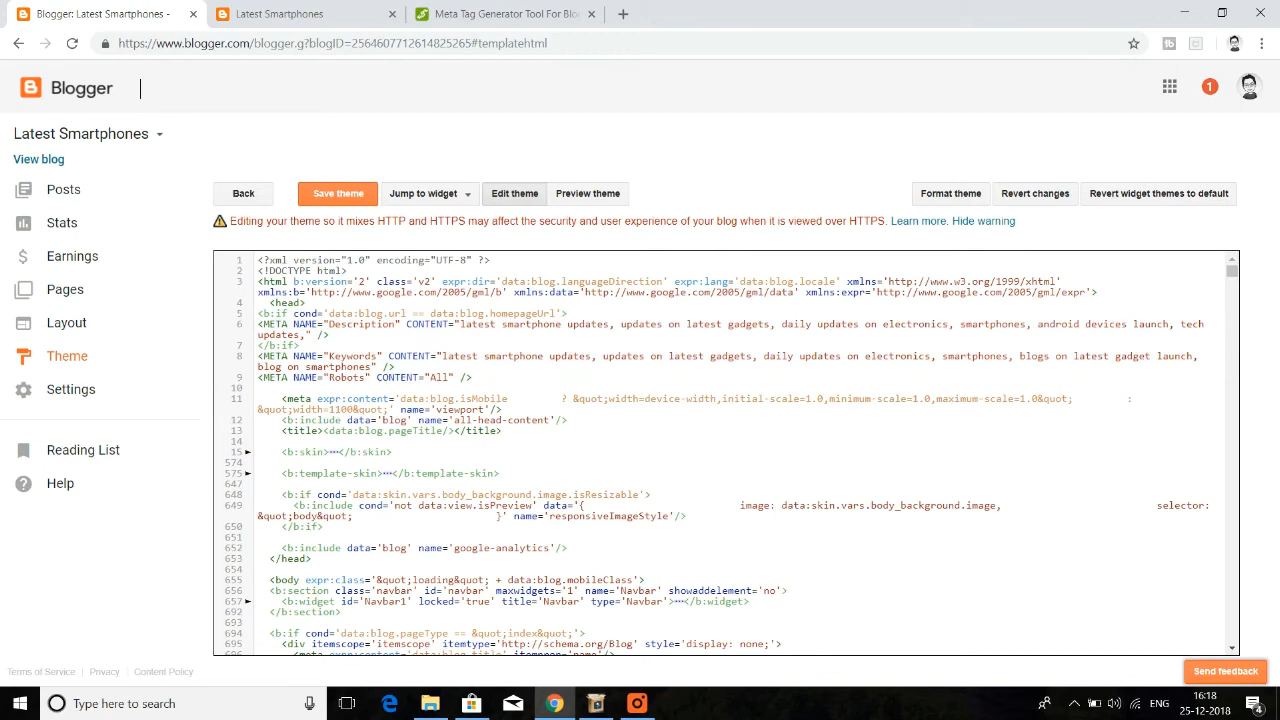 Blogger: Latest Smartphones -
Latest Smartphones
Meta Tag Generator Tool For Blo
https://www.blogger.com/blogger.g?blogID=2564607712614825265#templatehtml
Blogger
1
Latest Smartphones
View blog
Posts
Stats
Earnings
Pages
Layout
Theme
Settings
Reading List
Help
Back
Save theme
Jump to widget
Edit theme
Preview theme
Format theme
Revert changes
Revert widget themes to default
Editing your theme so it mixes HTTP and HTTPS may affect the security and user experience of your blog when it is viewed over HTTPS. Learn more. Hide warning
1 <?xml version="1.0" encoding="UTF-8" ?>
2 <!DOCTYPE html>
3 <html b:version='2' class='v2' expr:dir='data:blog.languageDirection' expr:lang='data:blog.locale' xmlns='http://www.w3.org/1999/xhtml'
xmlns:b='http://www.google.com/2005/gml/b' xmlns:data='http://www.google.com/2005/gml/data' xmlns:expr='http://www.google.com/2005/gml/expr'>
4 <head>
5 <b:if cond='data:blog.url == data:blog.homepageUrl'>
6 <META NAME="Description" CONTENT="latest smartphone updates, updates on latest gadgets, daily updates on electronics, smartphones, android devices launch, tech
updates," />
7 </b:if>
8 <META NAME="Keywords" CONTENT="latest smartphone updates, updates on latest gadgets, daily updates on electronics, smartphones, blogs on latest gadget launch,
blog on smartphones" />
9 <META NAME="Robots" CONTENT="All" />
10
11 <meta expr:content='data:blog.isMobile ? &quot;width=device-width,initial-scale=1.0,minimum-scale=1.0,maximum-scale=1.0&quot; :
&quot;width=1100&quot;' name='viewport'/>
12 <b:include data='blog' name='all-head-content'/>
13 <title><data:blog.pageTitle/></title>
14
15 <b:skin>↔</b:skin>
574
575 <b:template-skin>↔</b:template-skin>
647
648 <b:if cond='data:skin.vars.body_background.image.isResizable'>
649 <b:include cond='not data:view.isPreview' data='{ image: data:skin.vars.body_background.image, selector:
&quot;body&quot; }' name='responsiveImageStyle'/>
650 </b:if>
651
652 <b:include data='blog' name='google-analytics'/>
653 </head>
654
655 <body expr:class='&quot;loading&quot; + data:blog.mobileClass'>
656 <b:section class='navbar' id='navbar' maxwidgets='1' name='Navbar' showaddelement='no'>
657 <b:widget id='Navbar1' locked='true' title='Navbar' type='Navbar'>↔</b:widget>
692 </b:section>
693
694 <b:if cond='data:blog.pageType == &quot;index&quot;'>
695 <div itemscope='itemscope' itemtype='http://schema.org/Blog' style='display: none;'>
696 <meta expr:content='data:blog.title' itemprop='name'/>
Terms of Service
Privacy
Content Policy
Send feedback
Type here to search
ENG
16:18
25-12-2018
4